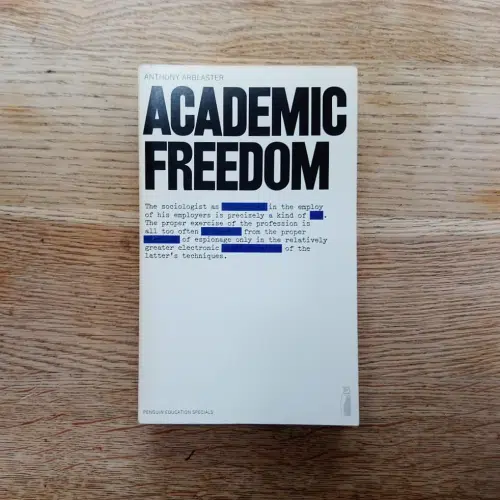 ANTHONY ARBLASTER
ACADEMIC
FREEDOM
The sociologist as in the employ
of his employers is precisely a kind of .
The proper exercise of the profession is
all too often from the proper
of espionage only in the relatively
greater electronic of the
latter's techniques.
PENGUIN EDUCATION SPECIALS